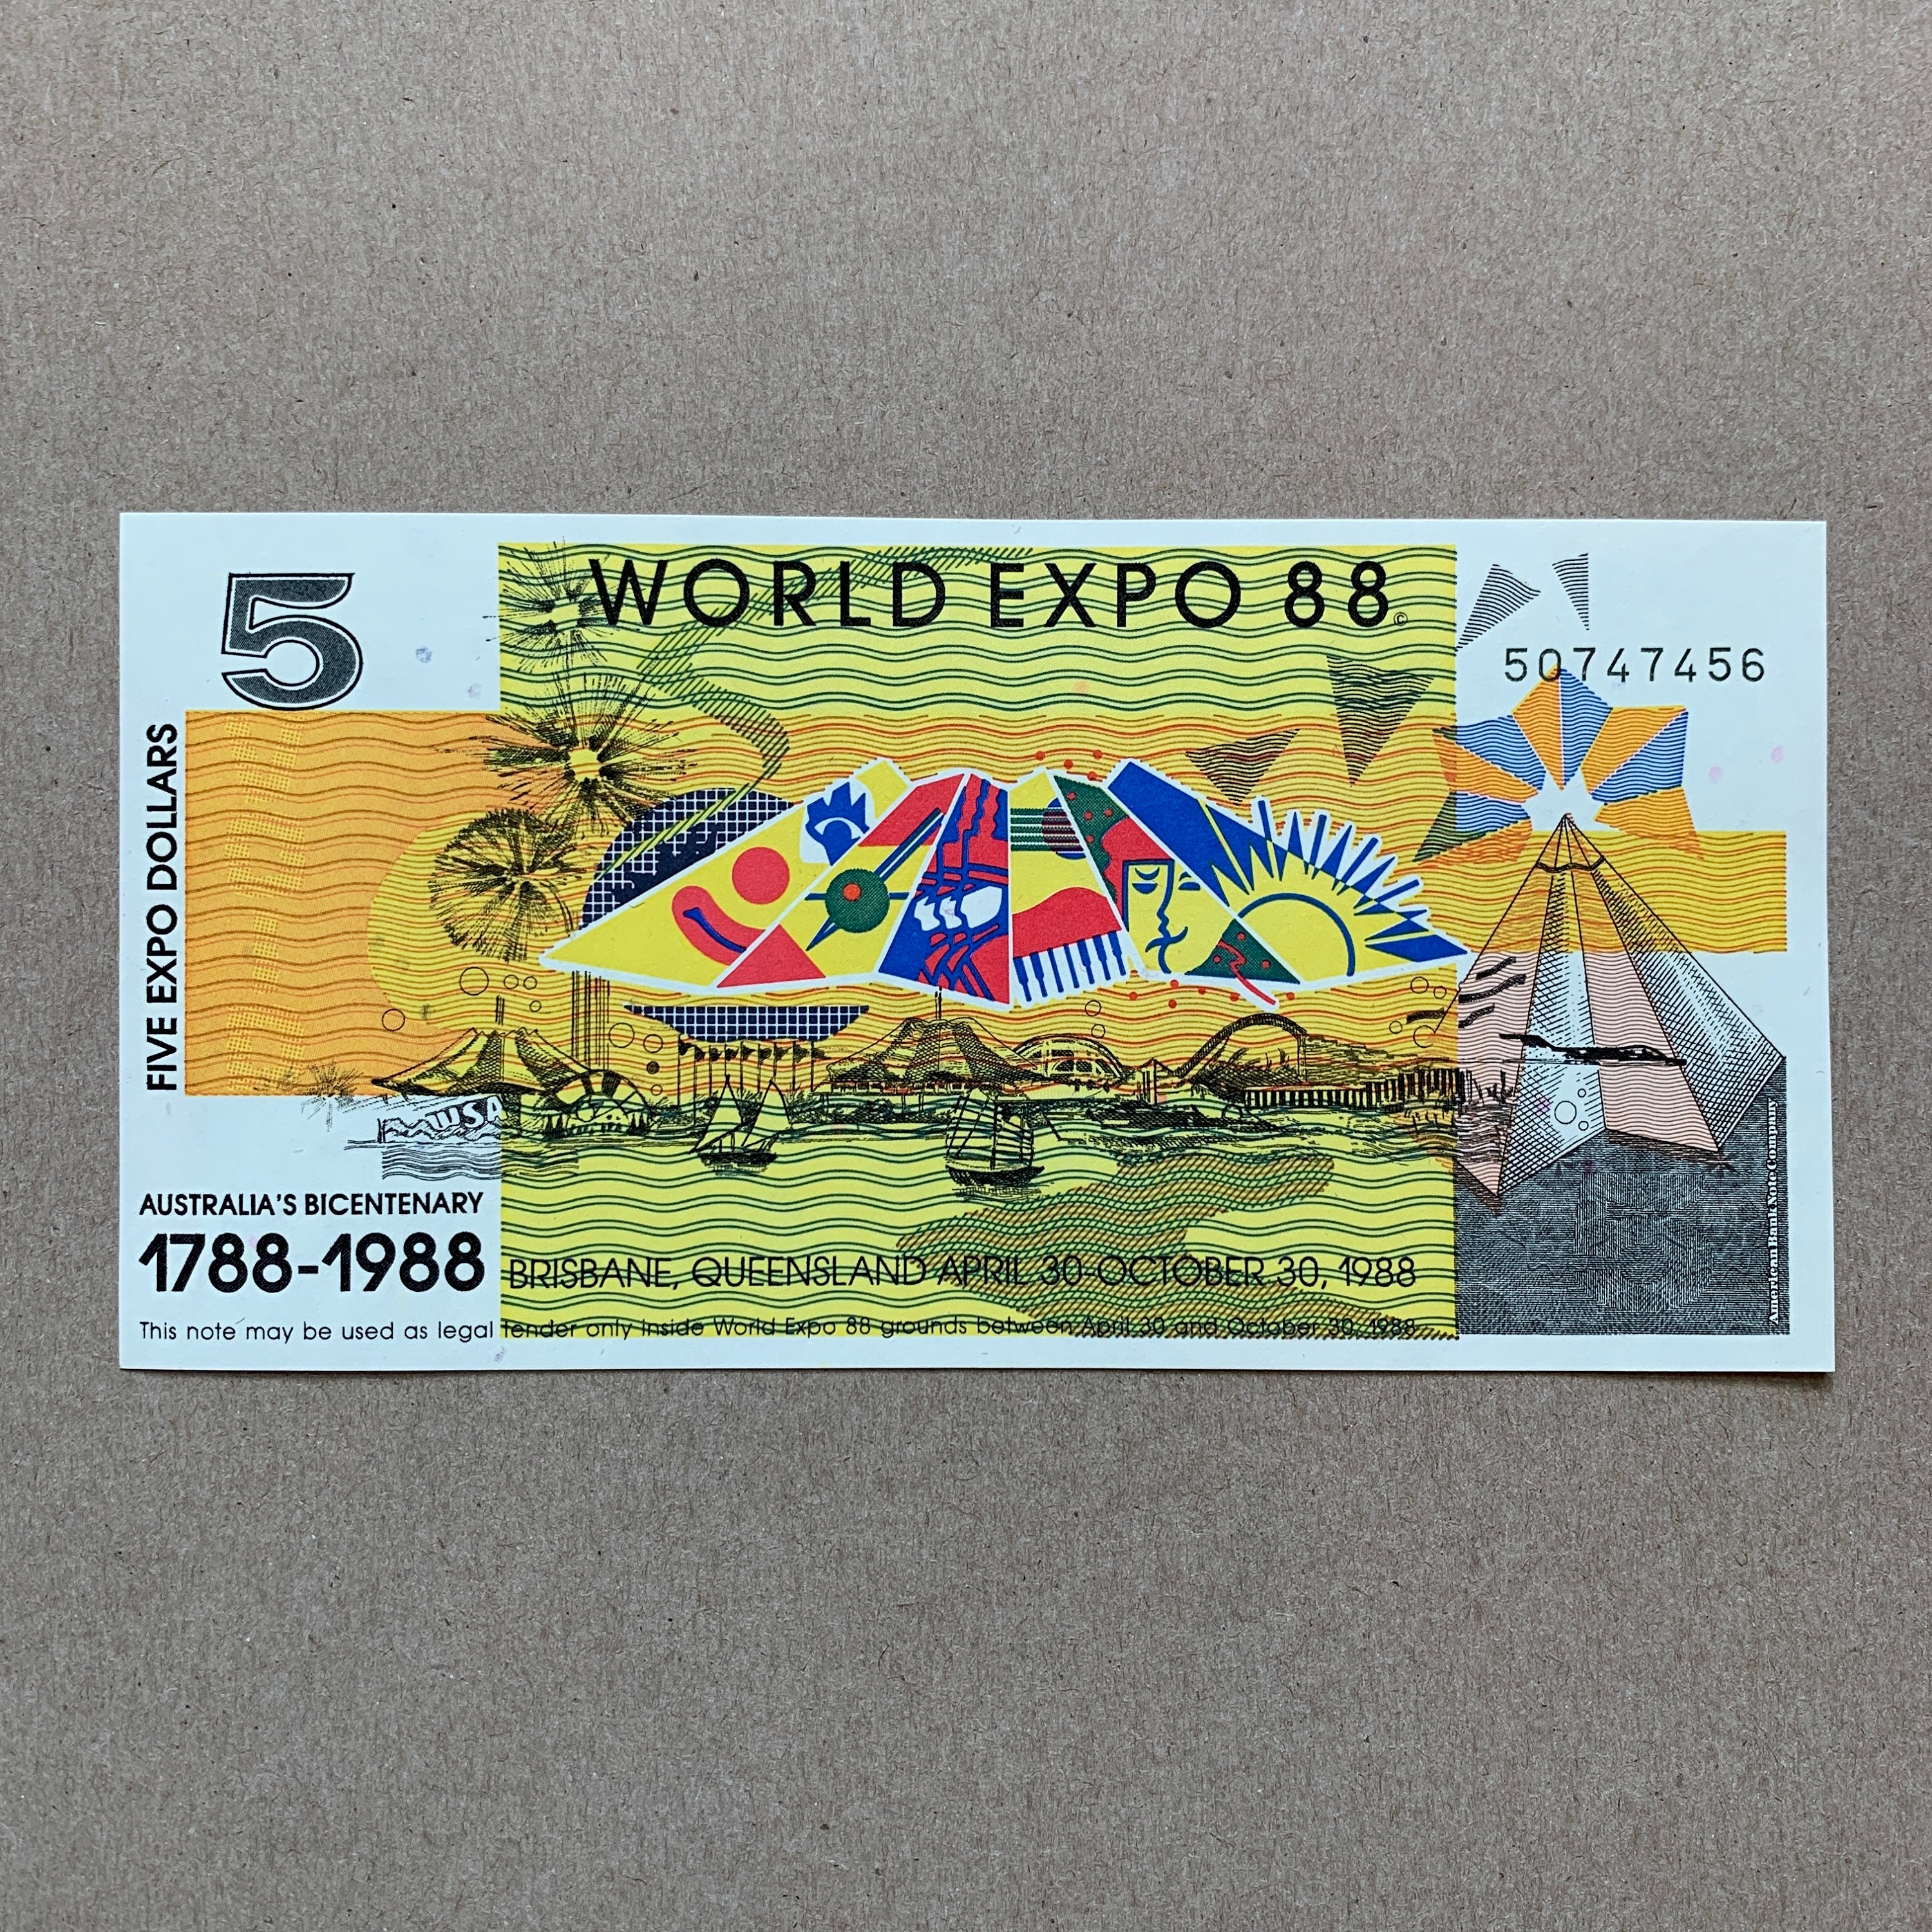 5
WORLD EXPO 88©
50747456
FIVE EXPO DOLLARS
USA
AUSTRALIA'S BICENTENARY
1788-1988
BRISBANE, QUEENSLAND APRIL 30-OCTOBER 30, 1988
This note may be used as legal tender only inside World Expo 88 grounds between April 30 and October 30, 1988
American Bank Note Company